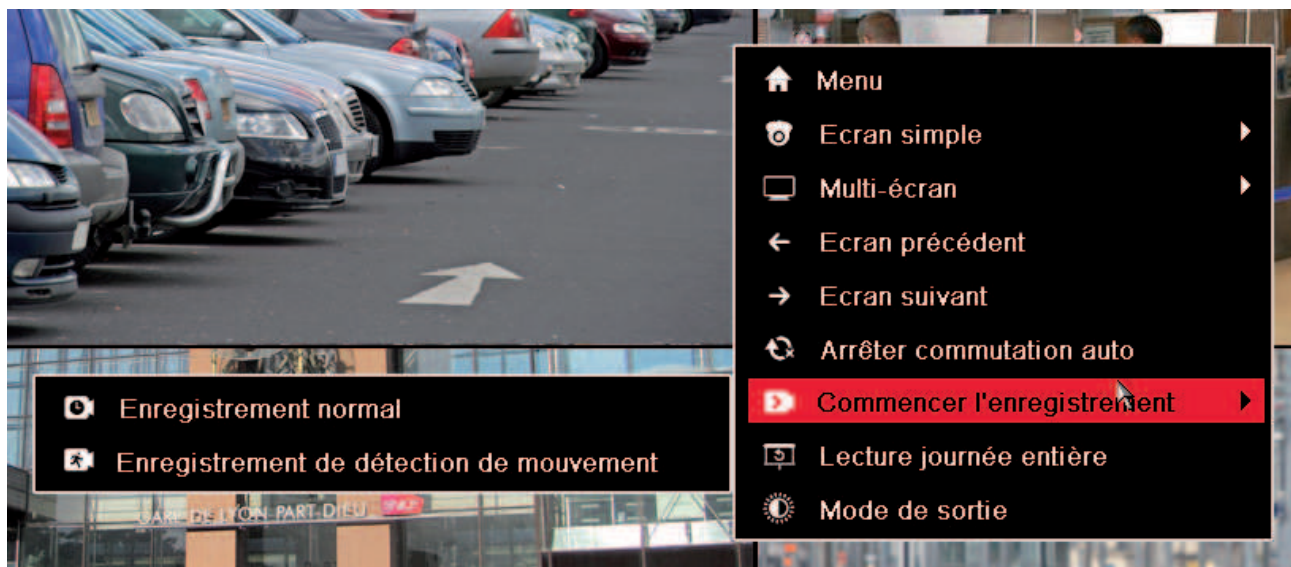 Menu
Ecran simple
Multi-écran
Ecran précédent
Ecran suivant
Arrêter commutation auto
Commencer l'enregistrement
Lecture journée entière
Mode de sortie
Enregistrement normal
Enregistrement de détection de mouvement
GARE DE LYON PART DIEU SNCF